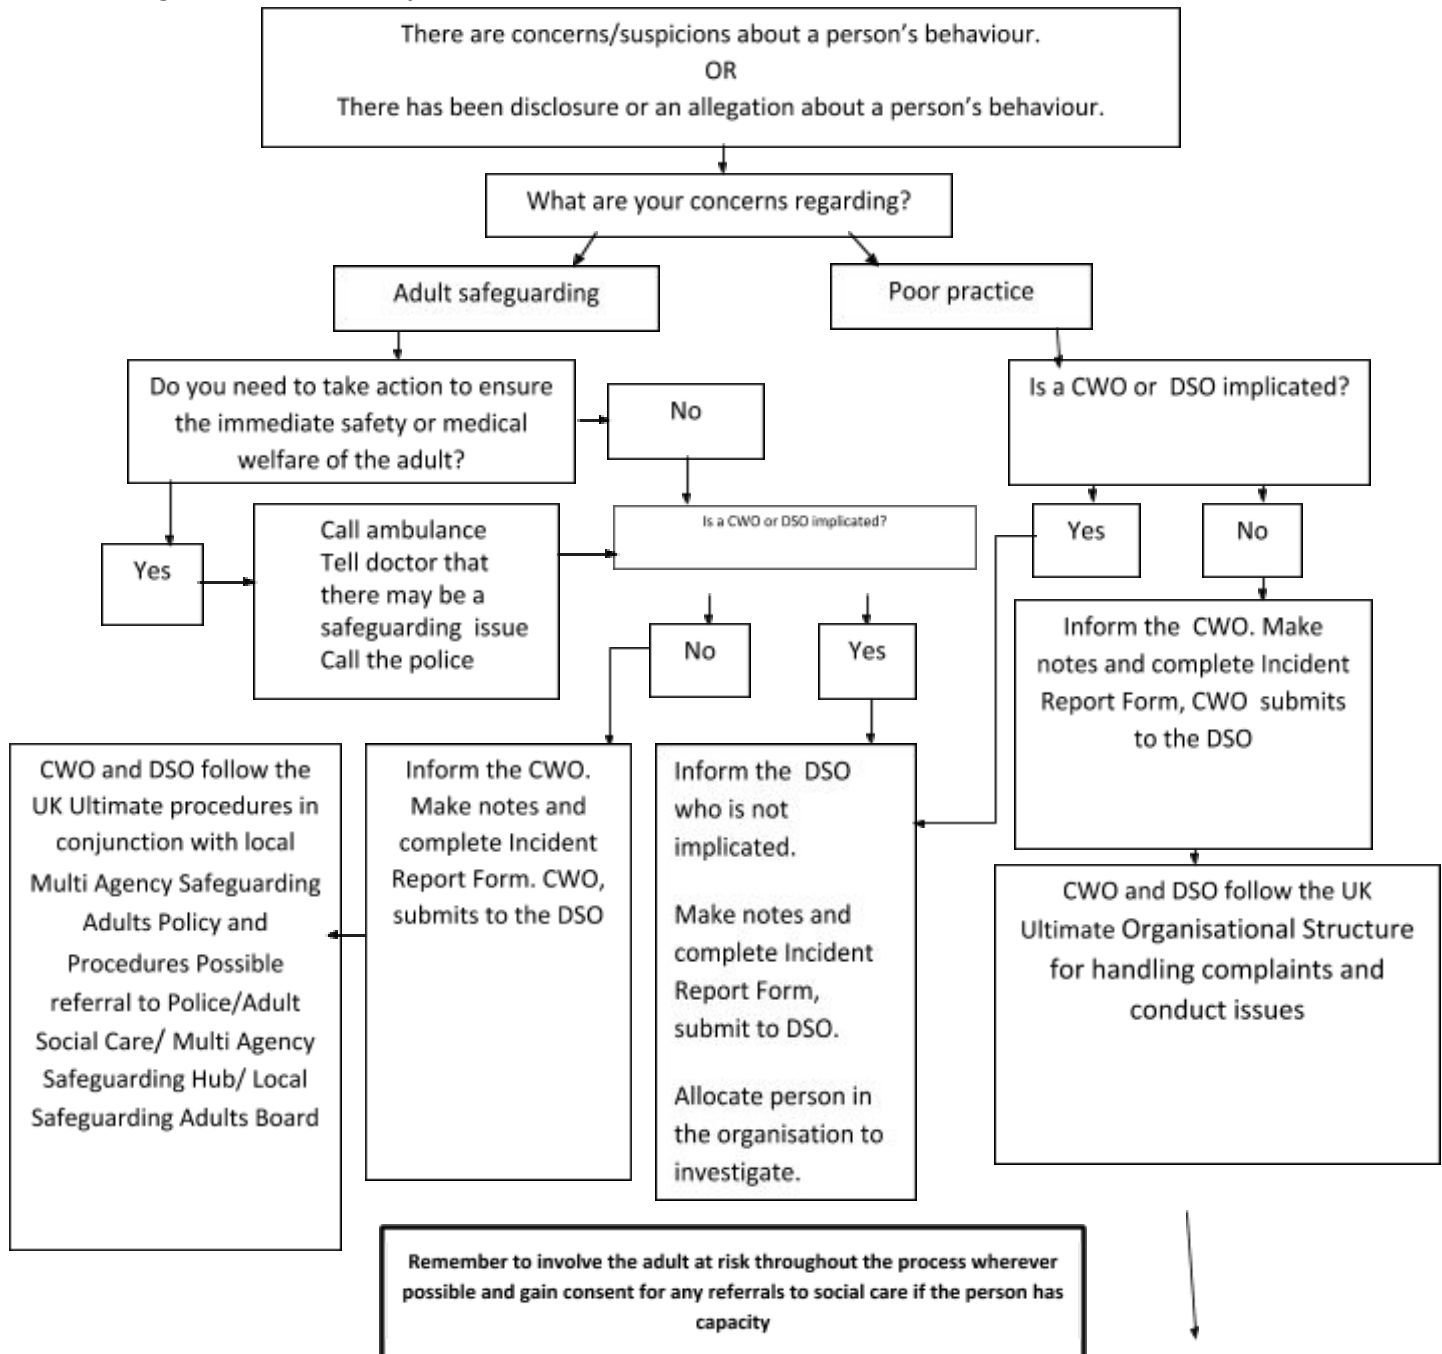 There are concerns/suspicions about a person's behaviour.
OR
There has been disclosure or an allegation about a person's behaviour.
What are your concerns regarding?
Adult safeguarding
Poor practice
Do you need to take action to ensure
the immediate safety or medical
welfare of the adult?
No
Is a CWO or DSO implicated?
Yes
Call ambulance
Tell doctor that
there may be a
safeguarding issue
Call the police
Is a CWO or DSO implicated?
Yes
No
No
Yes
Inform the CWO. Make
notes and complete Incident
Report Form, CWO submits
to the DSO
CWO and DSO follow the
UK Ultimate procedures in
conjunction with local
Multi Agency Safeguarding
Adults Policy and
Procedures Possible
referral to Police/Adult
Social Care/ Multi Agency
Safeguarding Hub/ Local
Safeguarding Adults Board
Inform the CWO.
Make notes and
complete Incident
Report Form. CWO,
submits to the DSO
Inform the DSO
who is not
implicated.
Make notes and
complete Incident
Report Form,
submit to DSO.
Allocate person in
the organisation to
investigate.
CWO and DSO follow the UK
Ultimate Organisational Structure
for handling complaints and
conduct issues
Remember to involve the adult at risk throughout the process wherever
possible and gain consent for any referrals to social care if the person has
capacity